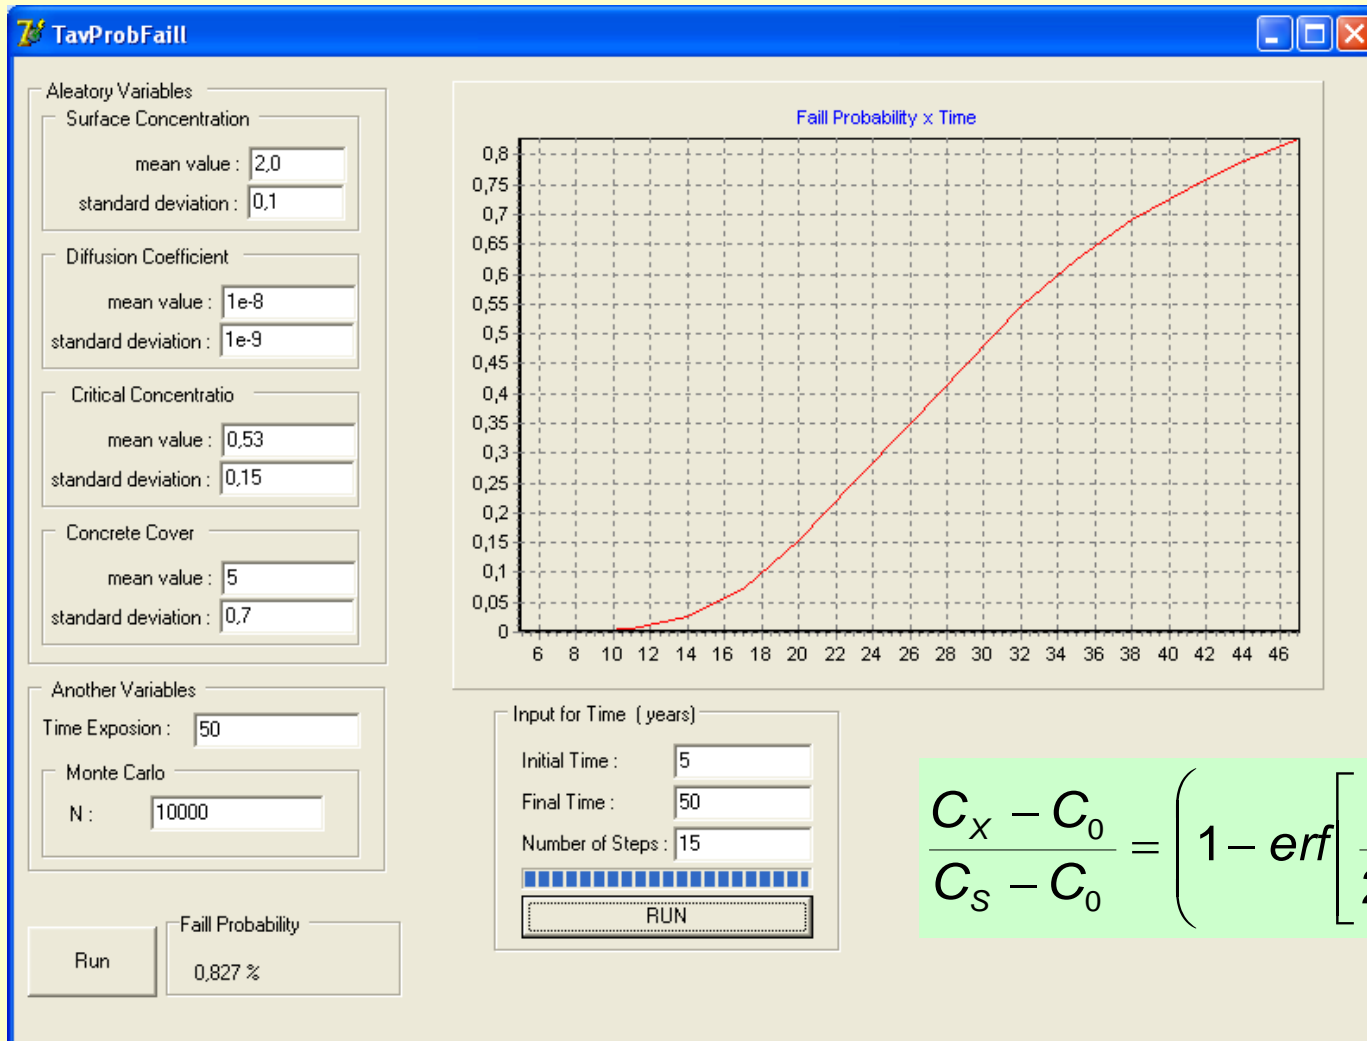 TavProbFaill
Aleatory Variables
Surface Concentration
mean value : 2,0
standard deviation : 0,1
Diffusion Coefficient
mean value : 1e-8
standard deviation : 1e-9
Critical Concentratio
mean value : 0,53
standard deviation : 0,15
Concrete Cover
mean value : 5
standard deviation : 0,7
Another Variables
Time Exposion : 50
Monte Carlo
N : 10000
Run
Faill Probability
0,827 %
Faill Probability x Time
0,8
0,75
0,7
0,65
0,6
0,55
0,5
0,45
0,4
0,35
0,3
0,25
0,2
0,15
0,1
0,05
0
6 8 10 12 14 16 18 20 22 24 26 28 30 32 34 36 38 40 42 44 46
Input for Time ( years)
Initial Time : 5
Final Time : 50
Number of Steps : 15
RUN
(C_X − C_0) / (C_S − C_0) = ( 1 − erf [